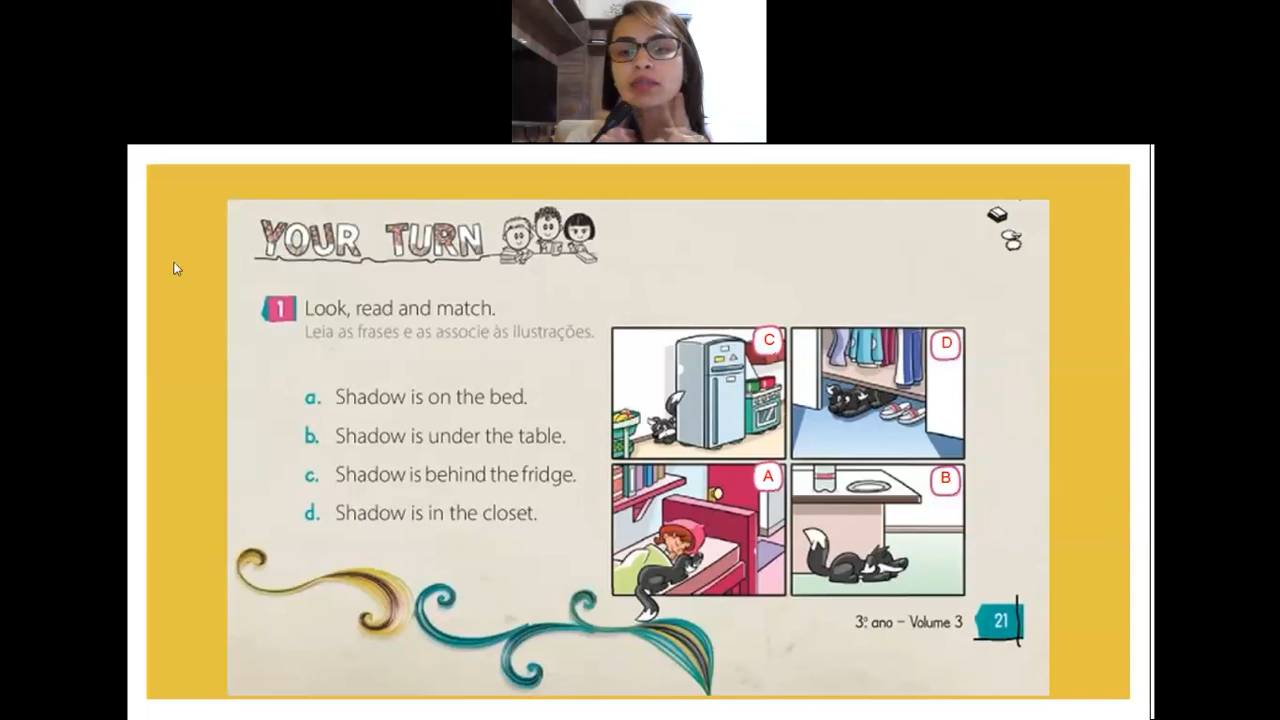 YOUR TURN
1 Look, read and match.
Leia as frases e as associe às ilustrações.
a. Shadow is on the bed.
b. Shadow is under the table.
c. Shadow is behind the fridge.
d. Shadow is in the closet.
C
D
A
B
3º ano – Volume 3 21